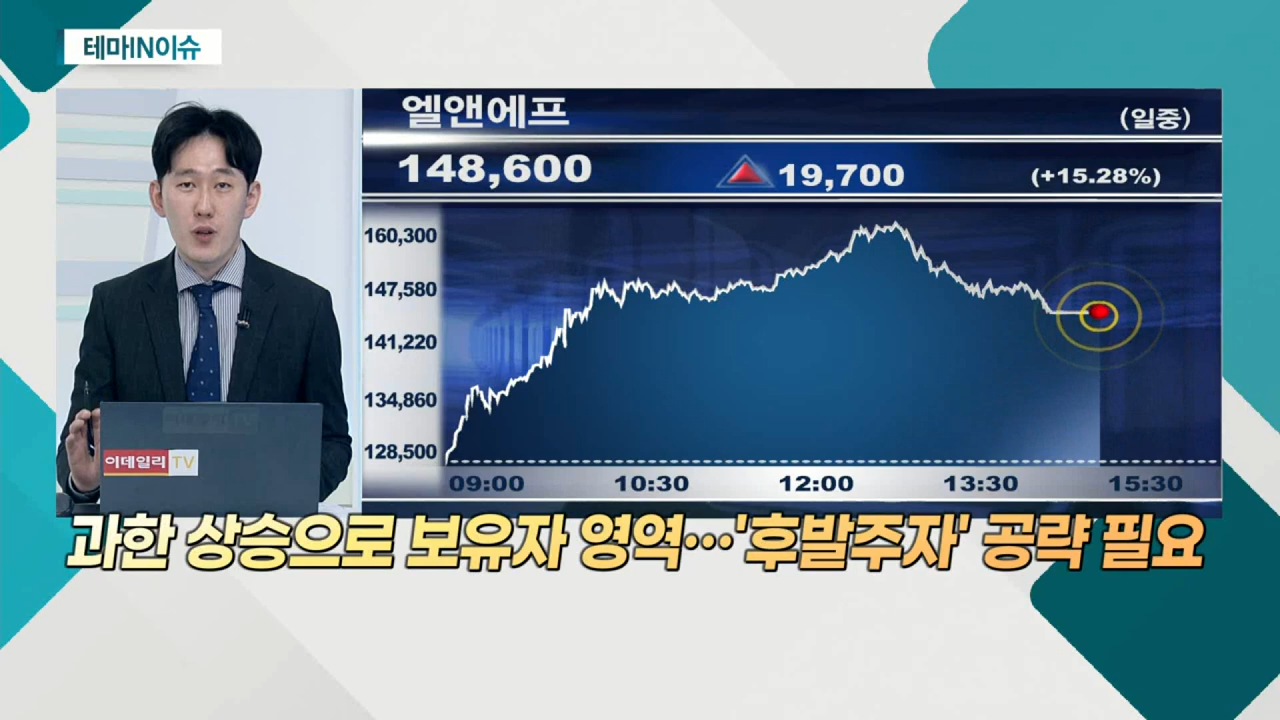 테마IN이슈
엘앤에프 (일중)
148,600 19,700 (+15.28%)
160,300
147,580
141,220
134,860
128,500
09:00 10:30 12:00 13:30 15:30
이데일리 TV
과한 상승으로 보유자 영역…'후발주자' 공략 필요